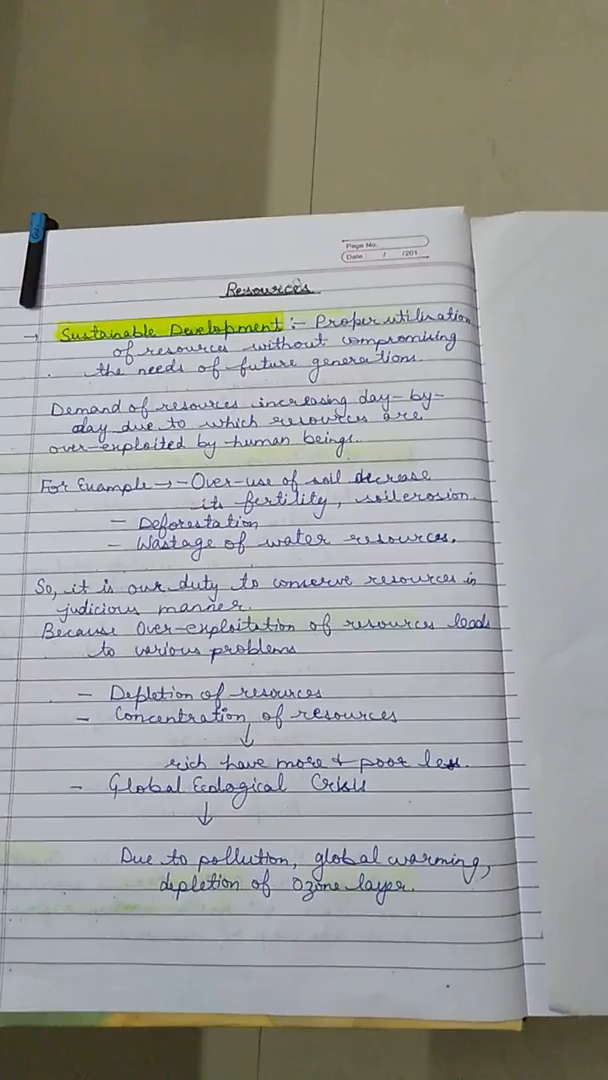 Page No.
Date : / /201
Resources
→ Sustainable Development :- Proper utilisation
of resources without compromising
the needs of future generations.
Demand of resources increasing day-by-
day due to which resources are
over-exploited by human beings.
For Example → - Over-use of soil decrease
its fertility, soil erosion.
- Deforestation
- Wastage of water resources.
So, it is our duty to conserve resources in
judicious manner.
Because Over-exploitation of resources leads
to various problems
- Depletion of resources
- Concentration of resources
↓
rich have more & poor less.
- Global Ecological Crisis
↓
Due to pollution, global warming,
depletion of Ozone layer.